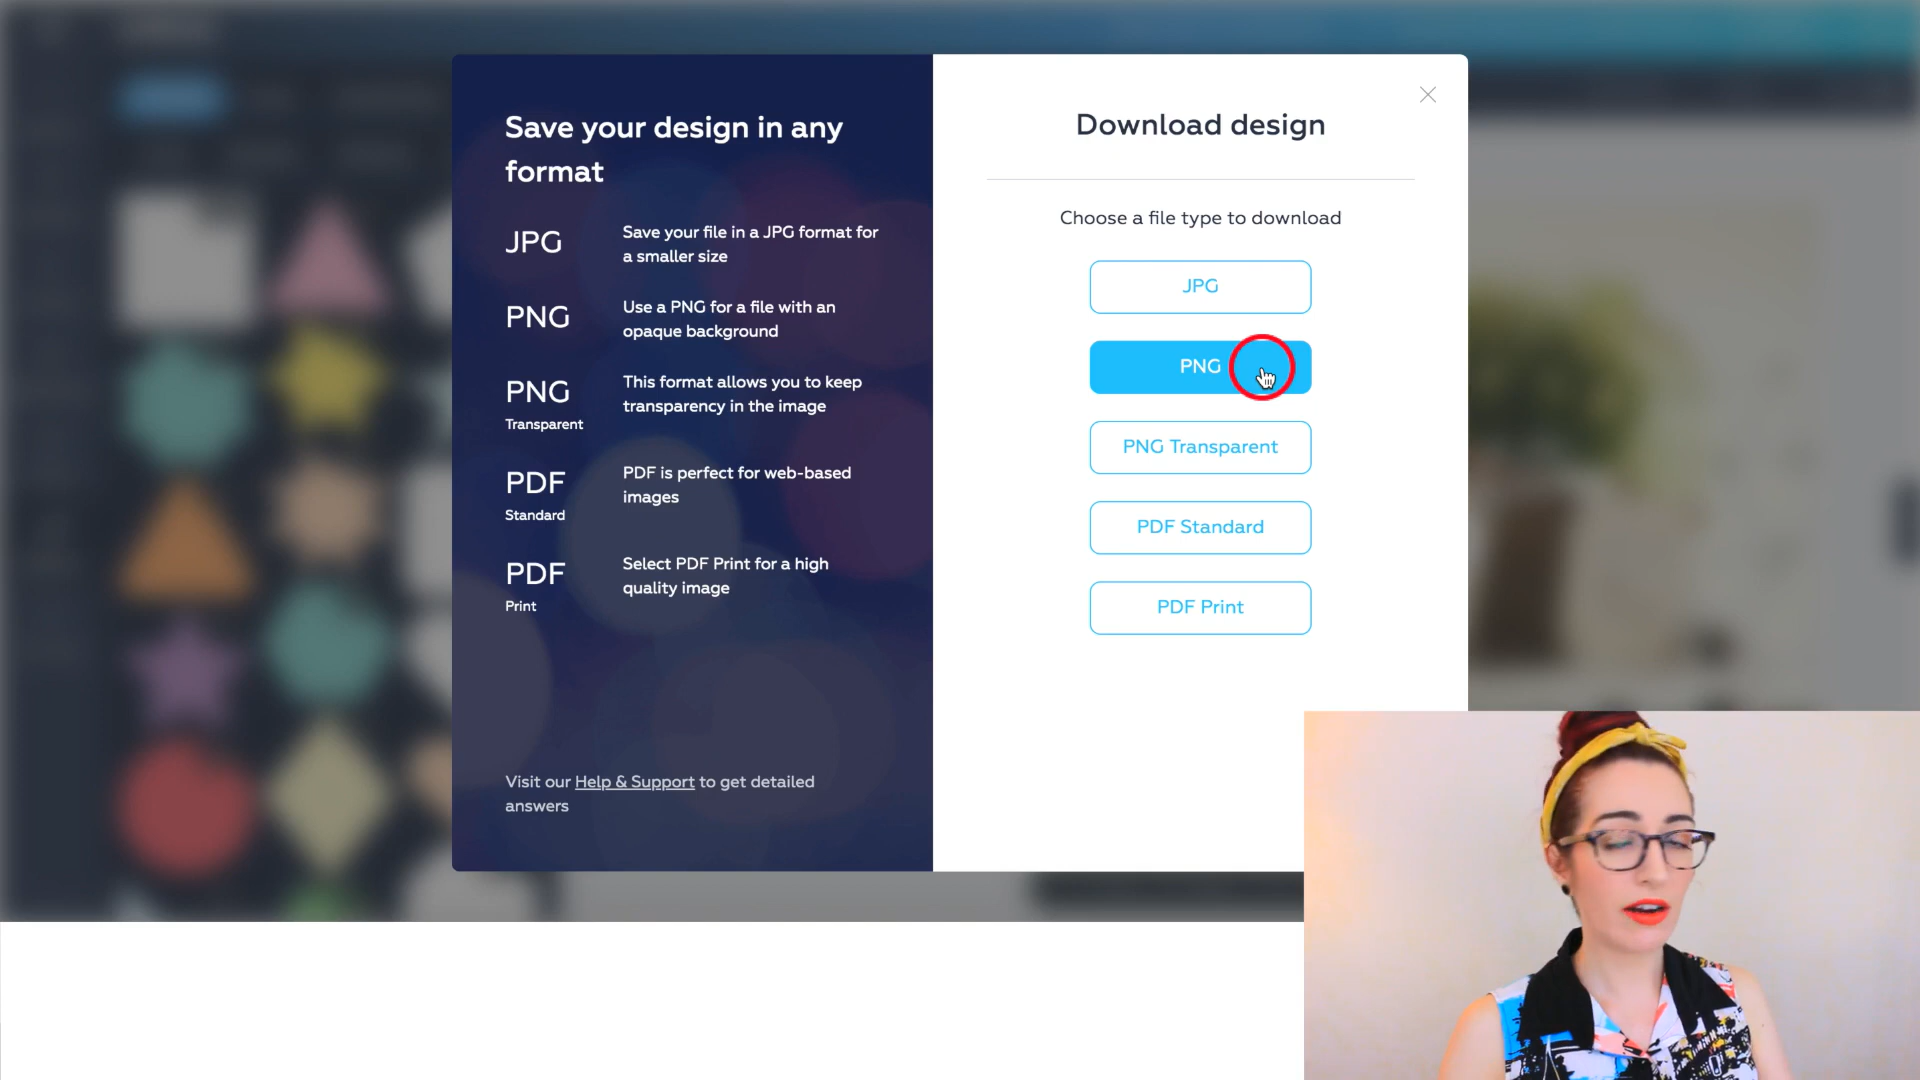 Save your design in any
format
JPG
Save your file in a JPG format for
a smaller size
PNG
Use a PNG for a file with an
opaque background
PNG
Transparent
This format allows you to keep
transparency in the image
PDF
Standard
PDF is perfect for web-based
images
PDF
Print
Select PDF Print for a high
quality image
Visit our Help & Support to get detailed
answers
Download design
Choose a file type to download
JPG
PNG
PNG Transparent
PDF Standard
PDF Print